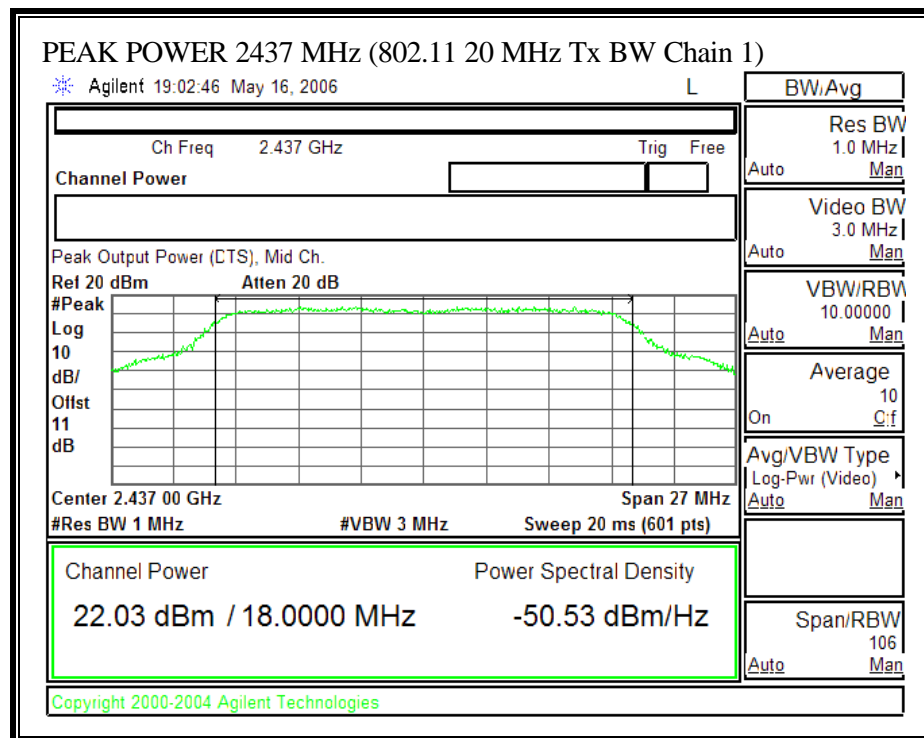 PEAK POWER 2437 MHz (802.11 20 MHz Tx BW Chain 1)
Agilent 19:02:46 May 16, 2006 L
BW/Avg
Ch Freq 2.437 GHz Trig Free
Channel Power
Res BW
1.0 MHz
Auto Man
Video BW
3.0 MHz
Auto Man
Peak Output Power (DTS), Mid Ch.
Ref 20 dBm Atten 20 dB
#Peak
Log
10
dB/
Offst
11
dB
VBW/RBW
10.00000
Auto Man
Average
10
On Off
Avg/VBW Type
Log-Pwr (Video)
Auto Man
Center 2.437 00 GHz Span 27 MHz
#Res BW 1 MHz #VBW 3 MHz Sweep 20 ms (601 pts)
Channel Power Power Spectral Density
22.03 dBm / 18.0000 MHz -50.53 dBm/Hz
Span/RBW
106
Auto Man
Copyright 2000-2004 Agilent Technologies